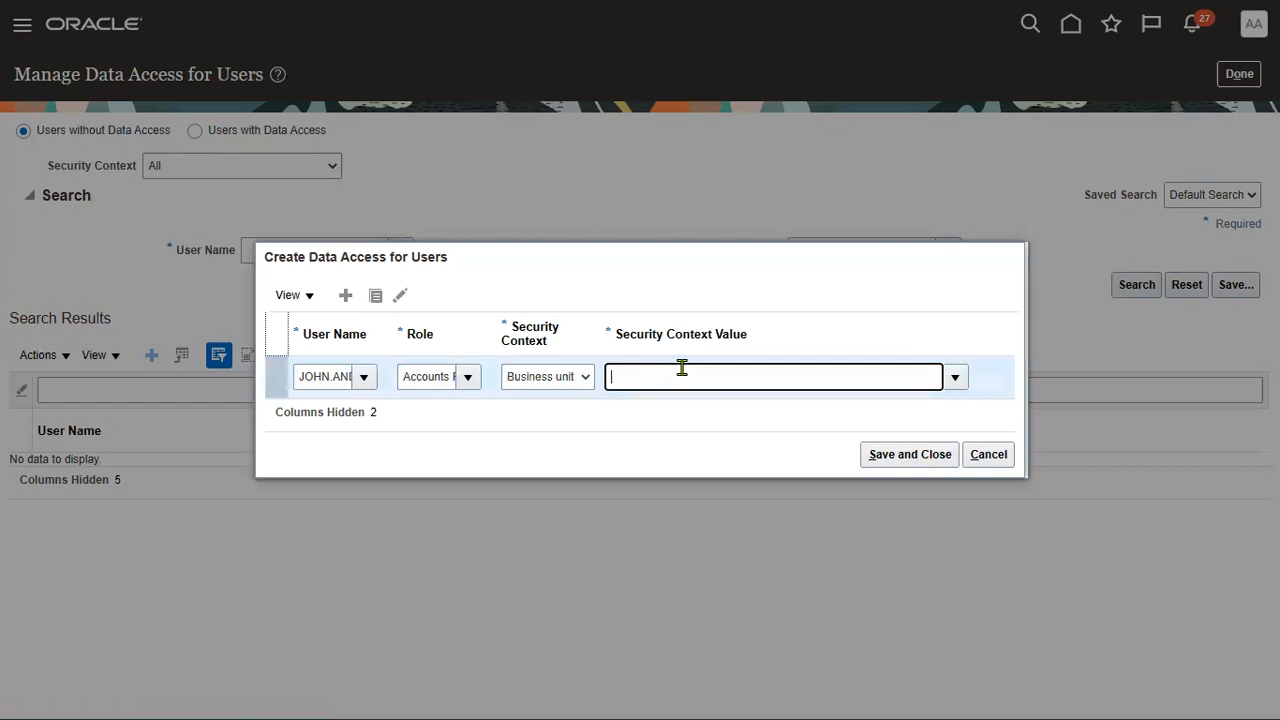 ORACLE
27
AA
Manage Data Access for Users
Done
Users without Data Access
Users with Data Access
Security Context
All
Search
Saved Search
Default Search
* Required
* User Name
Search
Reset
Save...
Create Data Access for Users
View
* User Name
* Role
* Security Context
* Security Context Value
JOHN.AN
Accounts
Business unit
Columns Hidden 2
Save and Close
Cancel
Search Results
Actions
View
User Name
No data to display.
Columns Hidden 5